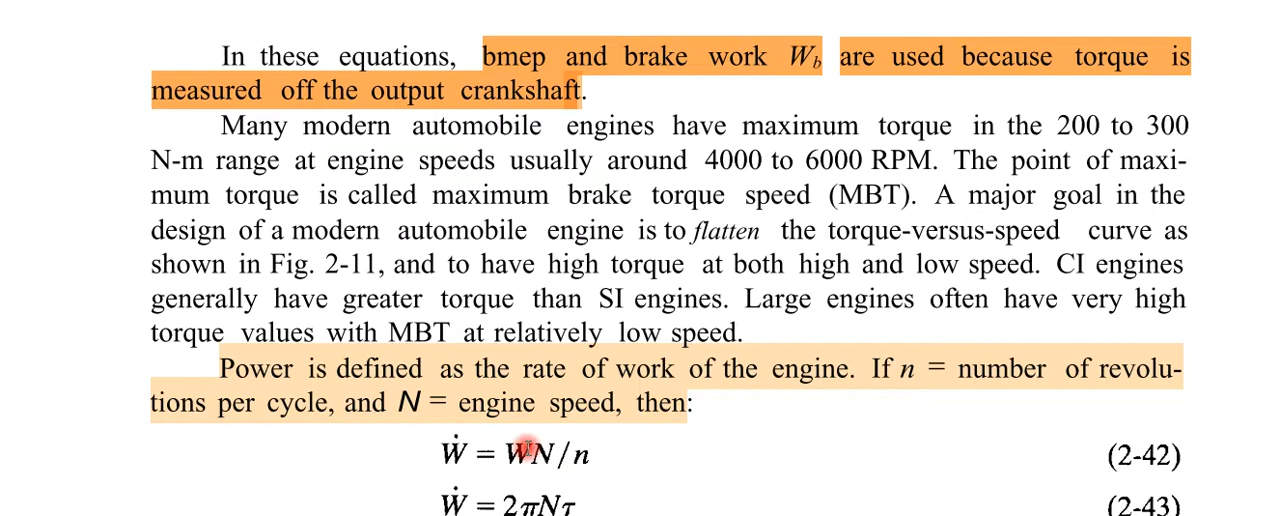 In these equations, bmep and brake work W_b are used because torque is
measured off the output crankshaft.
Many modern automobile engines have maximum torque in the 200 to 300
N-m range at engine speeds usually around 4000 to 6000 RPM. The point of maxi-
mum torque is called maximum brake torque speed (MBT). A major goal in the
design of a modern automobile engine is to flatten the torque-versus-speed curve as
shown in Fig. 2-11, and to have high torque at both high and low speed. CI engines
generally have greater torque than SI engines. Large engines often have very high
torque values with MBT at relatively low speed.
Power is defined as the rate of work of the engine. If n = number of revolu-
tions per cycle, and N = engine speed, then:
Ẇ = WN/n (2-42)
Ẇ = 2πNτ (2-43)